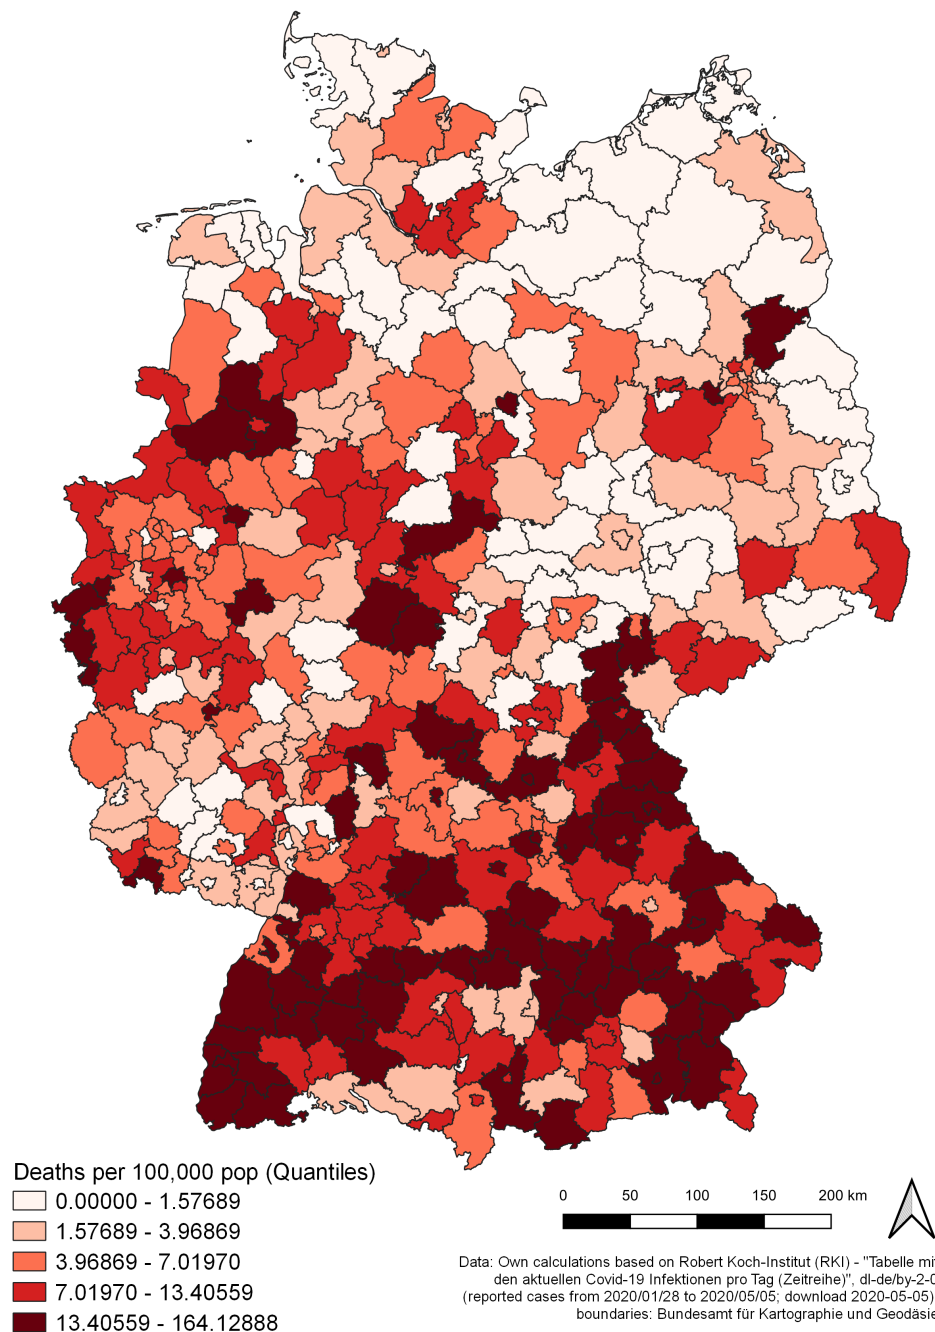 Deaths per 100,000 pop (Quantiles)
0.00000 - 1.57689
1.57689 - 3.96869
3.96869 - 7.01970
7.01970 - 13.40559
13.40559 - 164.12888
0 50 100 150 200 km
Data: Own calculations based on Robert Koch-Institut (RKI) - "Tabelle mit
den aktuellen Covid-19 Infektionen pro Tag (Zeitreihe)", dl-de/by-2-0
(reported cases from 2020/01/28 to 2020/05/05; download 2020-05-05)
boundaries: Bundesamt für Kartographie und Geodäsie